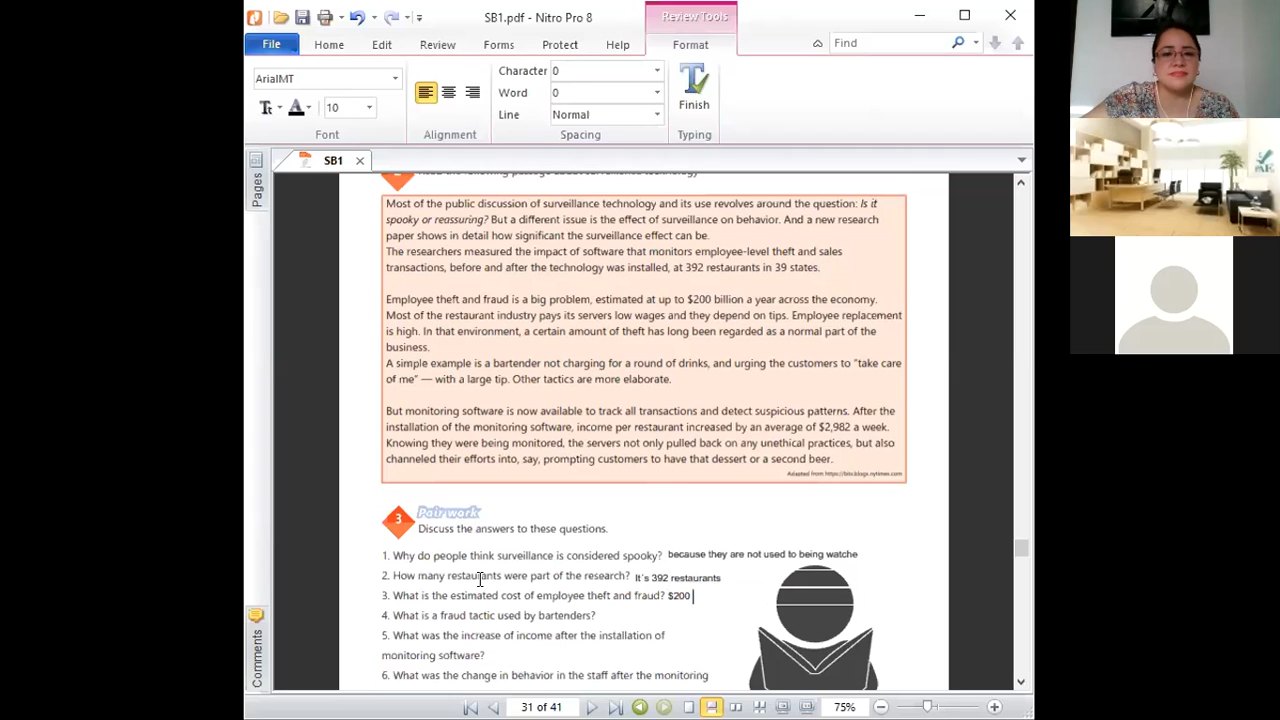 SB1.pdf - Nitro Pro 8
Review Tools
File
Home
Edit
Review
Forms
Protect
Help
Format
Find
ArialMT
10
Font
Alignment
Character 0
Word 0
Line Normal
Spacing
Finish
Typing
SB1
Pages
Most of the public discussion of surveillance technology and its use revolves around the question: Is it
spooky or reassuring? But a different issue is the effect of surveillance on behavior. And a new research
paper shows in detail how significant the surveillance effect can be.
The researchers measured the impact of software that monitors employee-level theft and sales
transactions, before and after the technology was installed, at 392 restaurants in 39 states.
Employee theft and fraud is a big problem, estimated at up to $200 billion a year across the economy.
Most of the restaurant industry pays its servers low wages and they depend on tips. Employee replacement
is high. In that environment, a certain amount of theft has long been regarded as a normal part of the
business.
A simple example is a bartender not charging for a round of drinks, and urging the customers to "take care
of me" — with a large tip. Other tactics are more elaborate.
But monitoring software is now available to track all transactions and detect suspicious patterns. After the
installation of the monitoring software, income per restaurant increased by an average of $2,982 a week.
Knowing they were being monitored, the servers not only pulled back on any unethical practices, but also
channeled their efforts into, say, prompting customers to have that dessert or a second beer.
Adapted from https://bits.blogs.nytimes.com
3
Pair work
Discuss the answers to these questions.
1. Why do people think surveillance is considered spooky? because they are not used to being watche
2. How many restaurants were part of the research? It's 392 restaurants
3. What is the estimated cost of employee theft and fraud? $200
4. What is a fraud tactic used by bartenders?
5. What was the increase of income after the installation of
monitoring software?
6. What was the change in behavior in the staff after the monitoring
Comments
31 of 41
75%